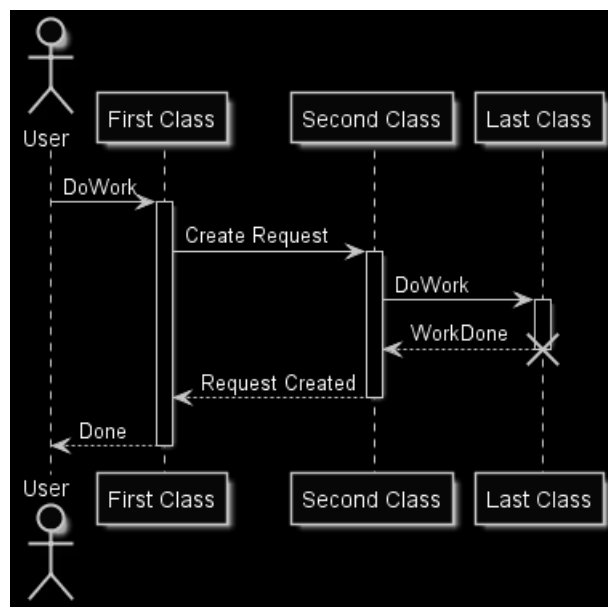 User
First Class
Second Class
Last Class
DoWork
Create Request
DoWork
WorkDone
Request Created
Done
User
First Class
Second Class
Last Class